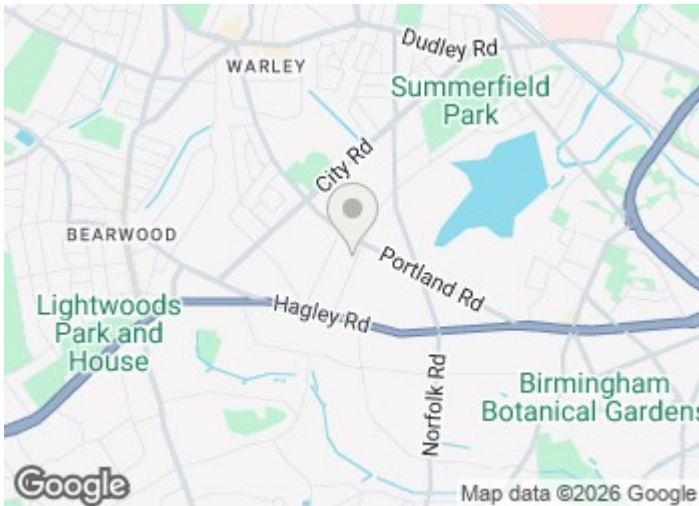 Dudley Rd
WARLEY
Summerfield
Park
City Rd
BEARWOOD
Portland Rd
Lightwoods
Park and
House
Hagley Rd
Norfolk Rd
Birmingham
Botanical Gardens
Google
Map data ©2026 Google